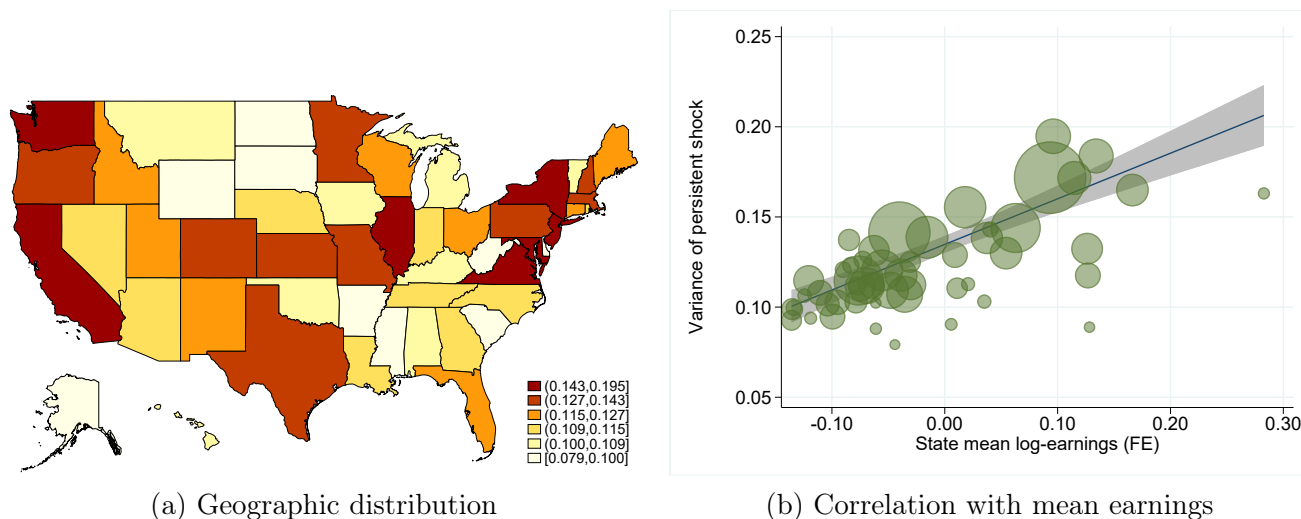 (0.143,0.195]
(0.127,0.143]
(0.115,0.127]
(0.109,0.115]
(0.100,0.109]
[0.079,0.100]
(a) Geographic distribution
Variance of persistent shock
0.25
0.20
0.15
0.10
0.05
-0.10 0.00 0.10 0.20 0.30
State mean log-earnings (FE)
(b) Correlation with mean earnings